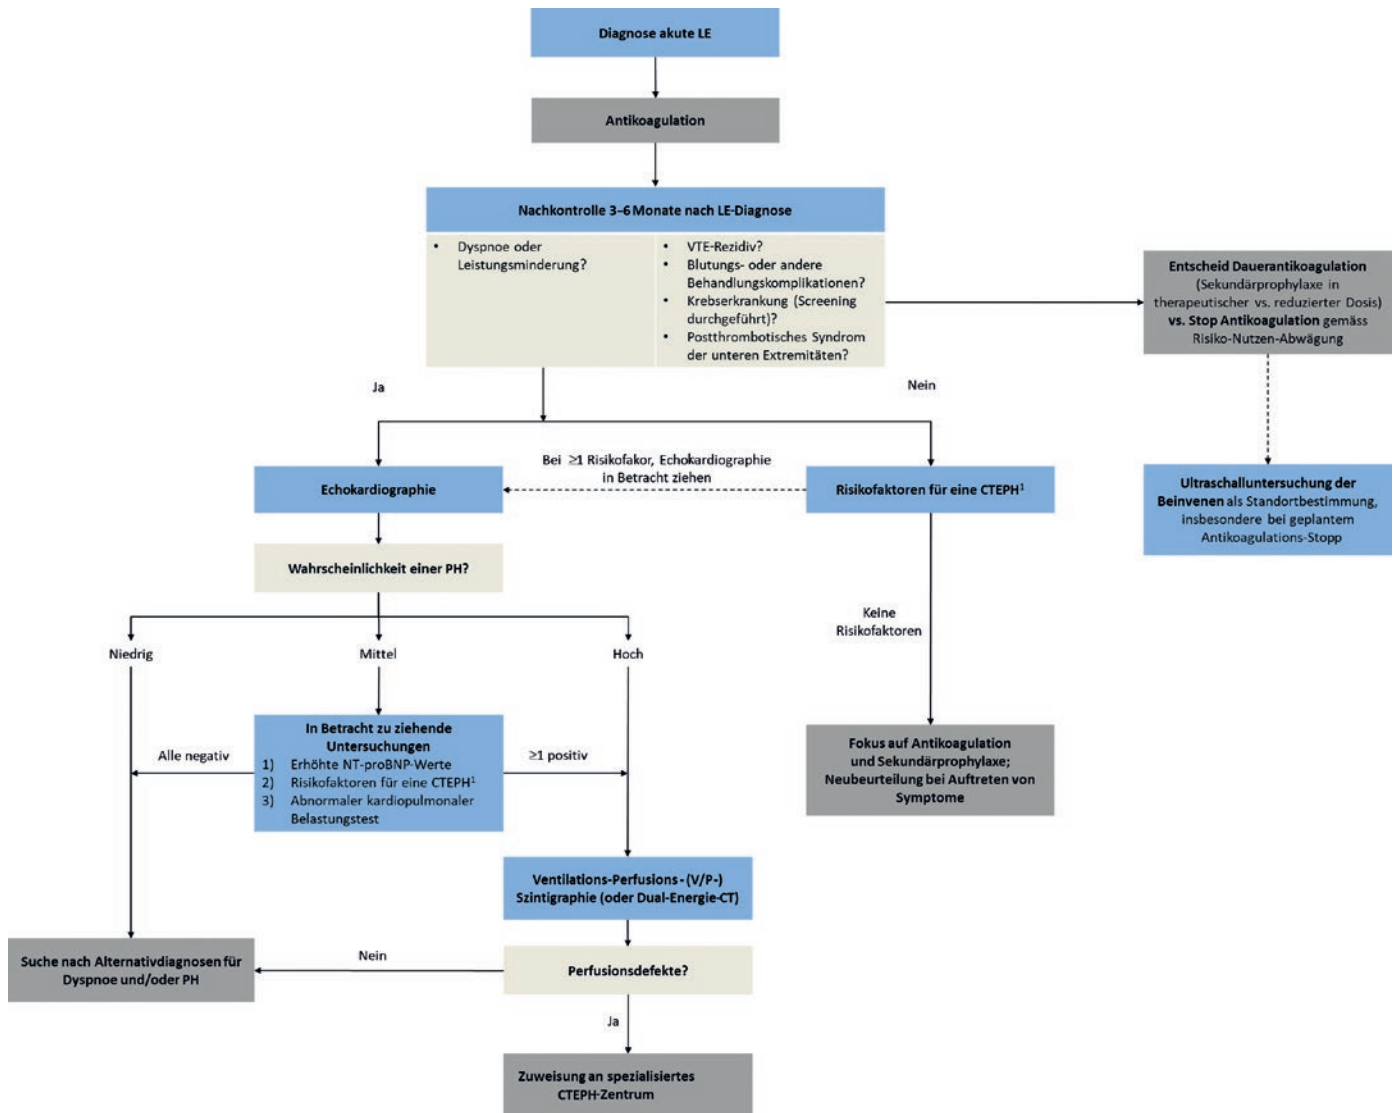 Diagnose akute LE
Antikoagulation
Nachkontrolle 3–6 Monate nach LE-Diagnose
• Dyspnoe oder
Leistungsminderung?
• VTE-Rezidiv?
• Blutungs- oder andere
Behandlungskomplikationen?
• Krebserkrankung (Screening
durchgeführt)?
• Postthrombotisches Syndrom
der unteren Extremitäten?
Entscheid Dauerantikoagulation
(Sekundärprophylaxe in
therapeutischer vs. reduzierter Dosis)
vs. Stop Antikoagulation gemäss
Risiko-Nutzen-Abwägung
Ja
Nein
Bei ≥1 Risikofakor, Echokardiographie
in Betracht ziehen
Echokardiographie
Risikofaktoren für eine CTEPH¹
Ultraschalluntersuchung der
Beinvenen als Standortbestimmung,
insbesondere bei geplantem
Antikoagulations-Stopp
Wahrscheinlichkeit einer PH?
Keine
Risikofaktoren
Niedrig
Mittel
Hoch
In Betracht zu ziehende
Untersuchungen
1) Erhöhte NT-proBNP-Werte
2) Risikofaktoren für eine CTEPH¹
3) Abnormaler kardiopulmonaler
Belastungstest
Alle negativ
≥1 positiv
Fokus auf Antikoagulation
und Sekundärprophylaxe;
Neubeurteilung bei Auftreten von
Symptome
Ventilations-Perfusions - (V/P-)
Szintigraphie (oder Dual-Energie-CT)
Suche nach Alternativdiagnosen für
Dyspnoe und/oder PH
Nein
Perfusionsdefekte?
Ja
Zuweisung an spezialisiertes
CTEPH-Zentrum